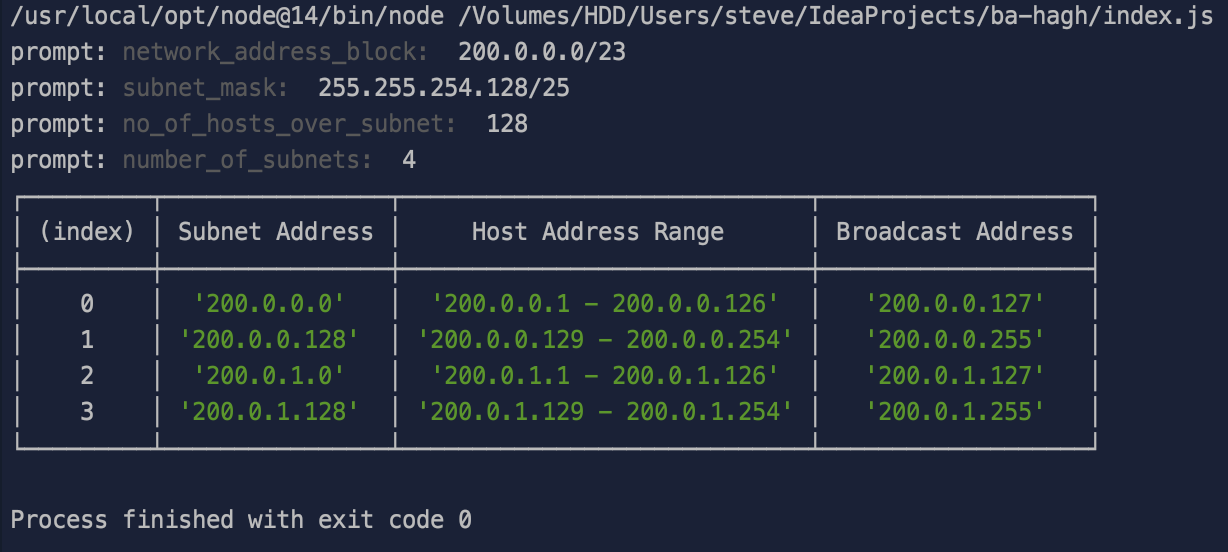 /usr/local/opt/node@14/bin/node /Volumes/HDD/Users/steve/IdeaProjects/ba-hagh/index.js
prompt: network_address_block:  200.0.0.0/23
prompt: subnet_mask:  255.255.254.128/25
prompt: no_of_hosts_over_subnet:  128
prompt: number_of_subnets:  4
(index) Subnet Address Host Address Range Broadcast Address
0 '200.0.0.0' '200.0.0.1 - 200.0.0.126' '200.0.0.127'
1 '200.0.0.128' '200.0.0.129 - 200.0.0.254' '200.0.0.255'
2 '200.0.1.0' '200.0.1.1 - 200.0.1.126' '200.0.1.127'
3 '200.0.1.128' '200.0.1.129 - 200.0.1.254' '200.0.1.255'
Process finished with exit code 0